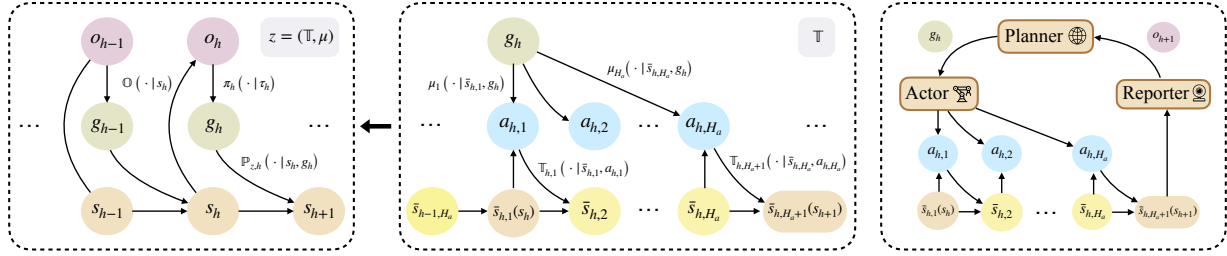 o_{h-1}
o_h
z = (𝕋, μ)
𝕆( · | s_h)
π_h( · | τ_h)
g_{h-1}
g_h
...
...
ℙ_{z,h}( · | s_h, g_h)
s_{h-1}
s_h
s_{h+1}
g_h
𝕋
μ_1( · | s̄_{h,1}, g_h)
μ_{H_a}( · | s̄_{h,H_a}, g_h)
...
a_{h,1}
a_{h,2}
...
a_{h,H_a}
...
𝕋_{h,1}( · | s̄_{h,1}, a_{h,1})
𝕋_{h,H_a+1}( · | s̄_{h,H_a}, a_{h,H_a})
s̄_{h-1,H_a}
s̄_{h,1}(s_h)
s̄_{h,2}
...
s̄_{h,H_a}
s̄_{h,H_a+1}(s_{h+1})
g_h
Planner
o_{h+1}
Actor
Reporter
a_{h,1}
a_{h,2}
...
a_{h,H_a}
s̄_{h,1}(s_h)
s̄_{h,2}
...
s̄_{h,H_a}
s̄_{h,H_a+1}(s_{h+1})